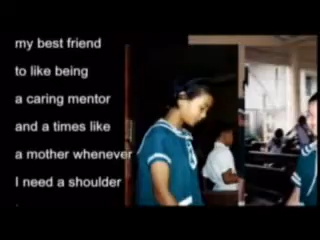 my best friend
to like being
a caring mentor
and a times like
a mother whenever
I need a shoulder